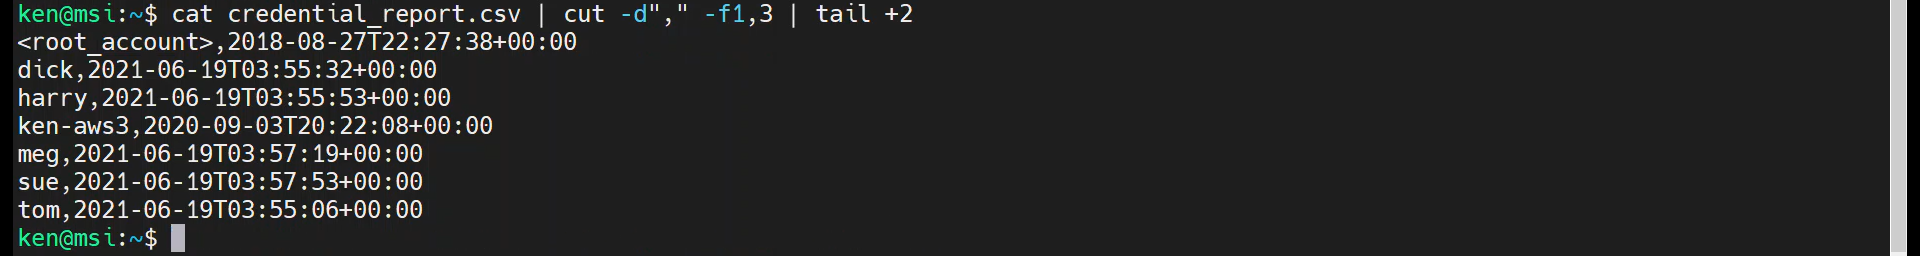 ken@msi:~$ cat credential_report.csv | cut -d"," -f1,3 | tail +2
<root_account>,2018-08-27T22:27:38+00:00
dick,2021-06-19T03:55:32+00:00
harry,2021-06-19T03:55:53+00:00
ken-aws3,2020-09-03T20:22:08+00:00
meg,2021-06-19T03:57:19+00:00
sue,2021-06-19T03:57:53+00:00
tom,2021-06-19T03:55:06+00:00
ken@msi:~$